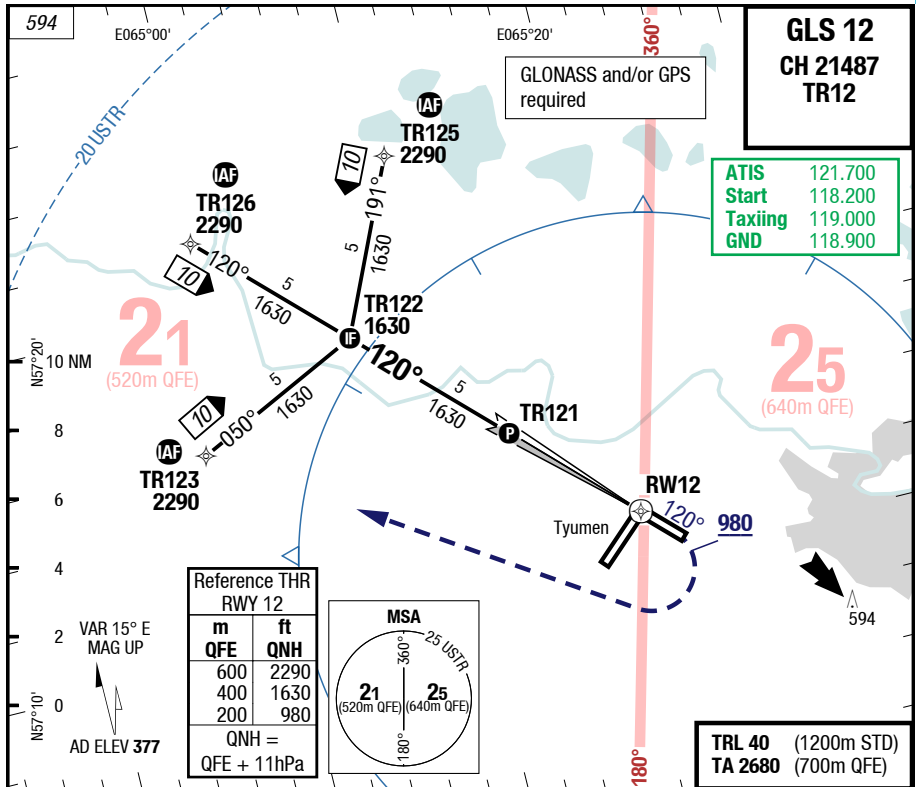 594
E065°00'
E065°20'
360°
GLS 12
CH 21487
TR12
GLONASS and/or GPS
required
20 USTR
IAF
TR125
2290
10
191°
5
1630
IAF
TR126
2290
10
120°
5
1630
ATIS 121.700
Start 118.200
Taxiing 119.000
GND 118.900
TR122
1630
IF
21
(520m QFE)
25
(640m QFE)
N57°20'
10 NM
120°
5
1630
10
050°
5
1630
TR121
P
IAF
TR123
2290
8
6
4
2
0
RW12
Tyumen
120°
980
594
Reference THR
RWY 12
m ft
QFE QNH
600 2290
400 1630
200 980
QNH =
QFE + 11hPa
MSA
25 USTR
360°
21
(520m QFE)
25
(640m QFE)
180°
VAR 15° E
MAG UP
N57°10'
AD ELEV 377
180°
TRL 40 (1200m STD)
TA 2680 (700m QFE)